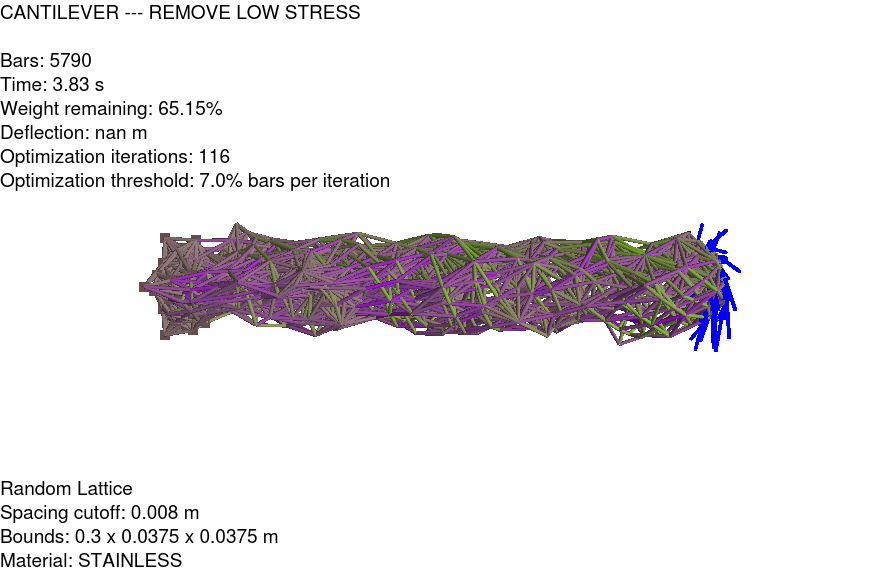 CANTILEVER --- REMOVE LOW STRESS
Bars: 5790
Time: 3.83 s
Weight remaining: 65.15%
Deflection: nan m
Optimization iterations: 116
Optimization threshold: 7.0% bars per iteration
Random Lattice
Spacing cutoff: 0.008 m
Bounds: 0.3 x 0.0375 x 0.0375 m
Material: STAINLESS